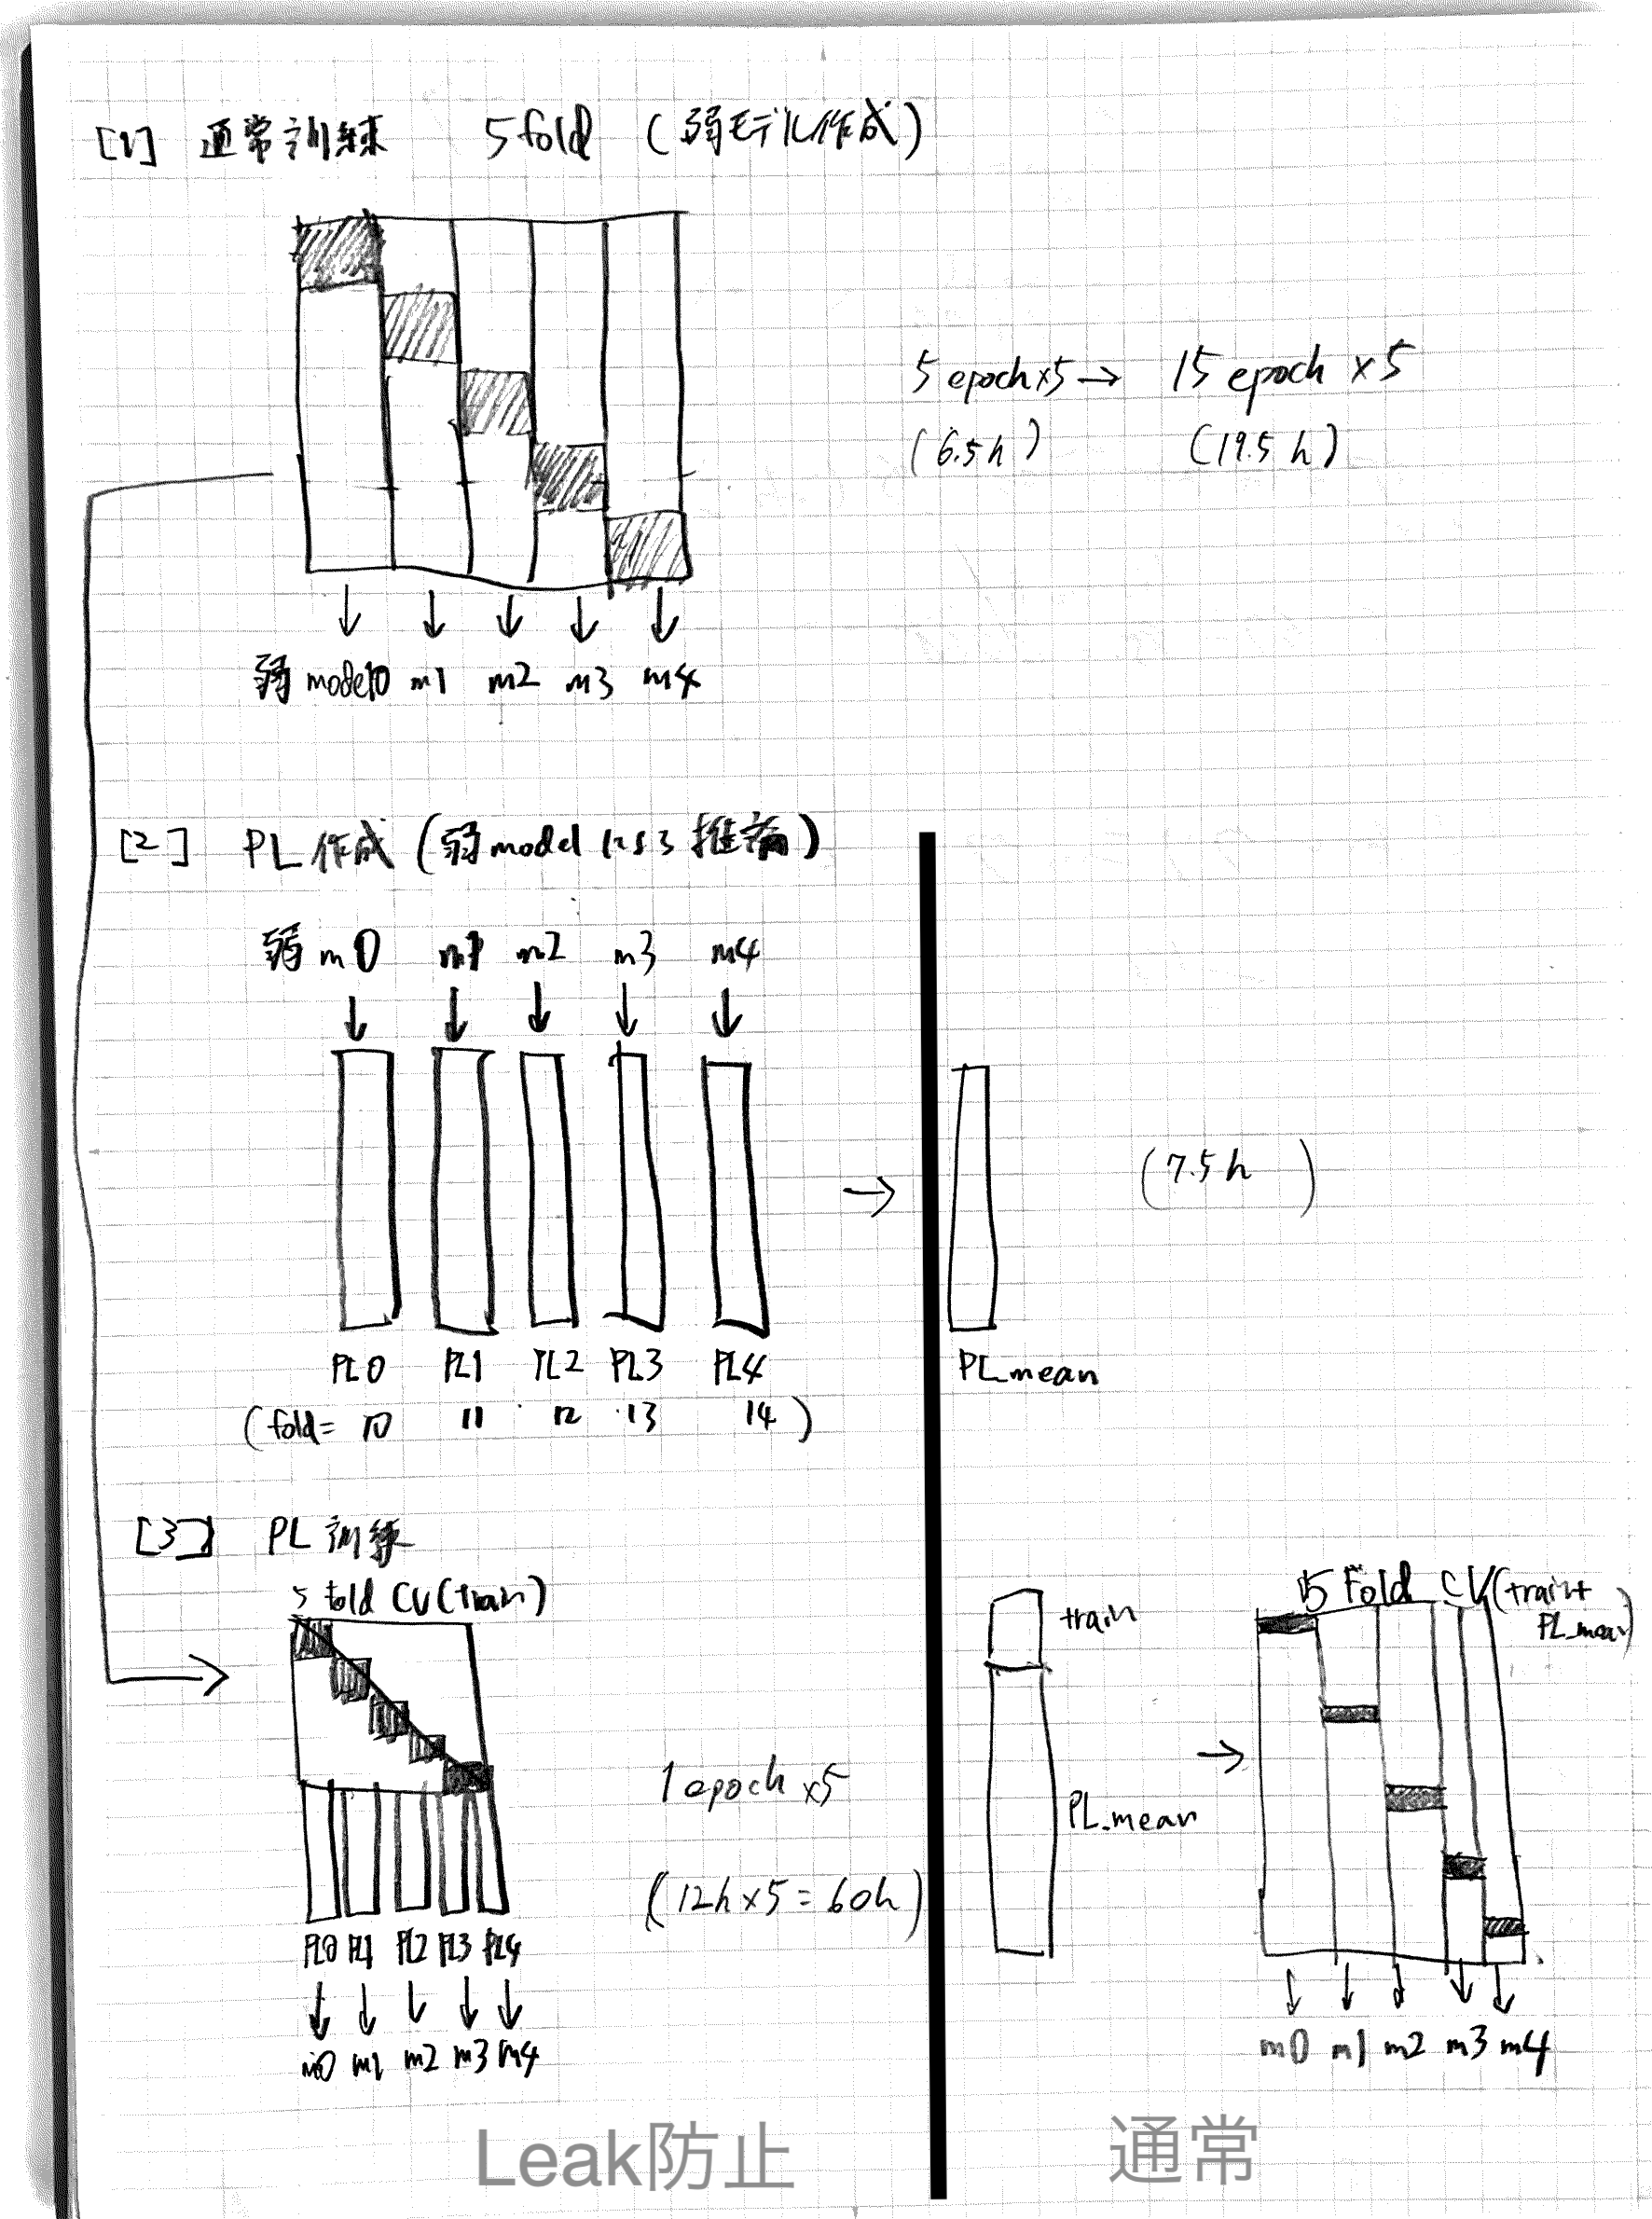 [1] 通常訓練 5fold (弱モデル作成)
5 epoch×5 → 15 epoch ×5
(6.5h) (19.5h)
弱 model0 m1 m2 m3 m4
[2] PL作成 (弱model による推論)
弱 m0 m1 m2 m3 m4
→
(7.5h)
PL0 PL1 PL2 PL3 PL4
PL_mean
(fold= 10 11 12 13 14)
[3] PL訓練
5 fold CV(train)
1 epoch ×5
(12h×5=60h)
PL0 PL1 PL2 PL3 PL4
m0 m1 m2 m3 m4
train
PL_mean
→
5 Fold CV(train+
PL_mean)
m0 m1 m2 m3 m4
Leak防止
通常